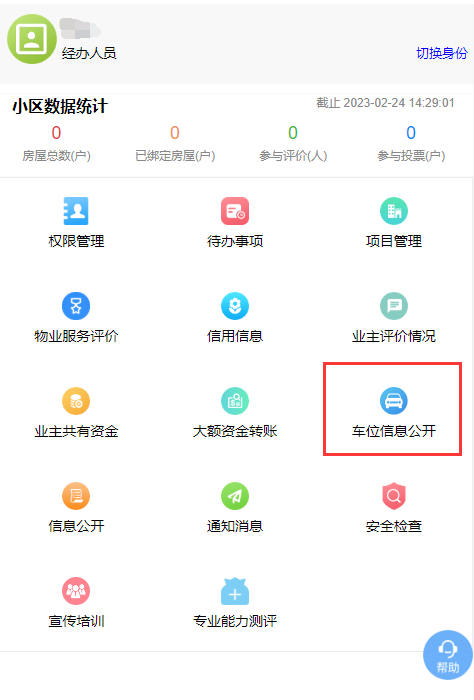 经办人员
切换身份
小区数据统计 截止 2023-02-24 14:29:01
0 0 0 0
房屋总数(户) 已绑定房屋(户) 参与评价(人) 参与投票(户)
权限管理 待办事项 项目管理
物业服务评价 信用信息 业主评价情况
业主共有资金 大额资金转账 车位信息公开
信息公开 通知消息 安全检查
宣传培训 专业能力测评
帮助